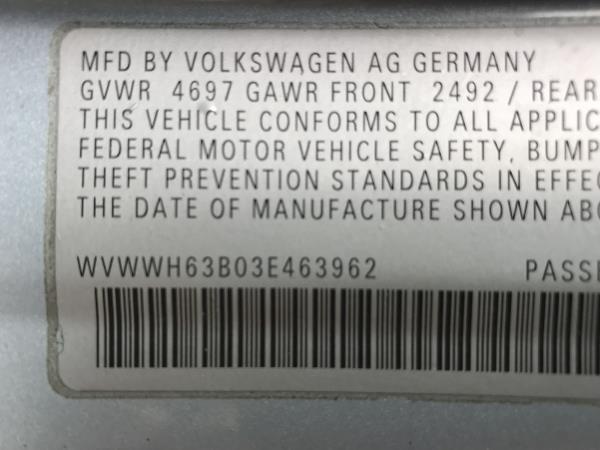 MFD BY VOLKSWAGEN AG GERMANY
GVWR 4697 GAWR FRONT 2492 / REAR
THIS VEHICLE CONFORMS TO ALL APPLIC
FEDERAL MOTOR VEHICLE SAFETY, BUMP
THEFT PREVENTION STANDARDS IN EFFEC
THE DATE OF MANUFACTURE SHOWN ABO
WVWWH63B03E463962 PASSE